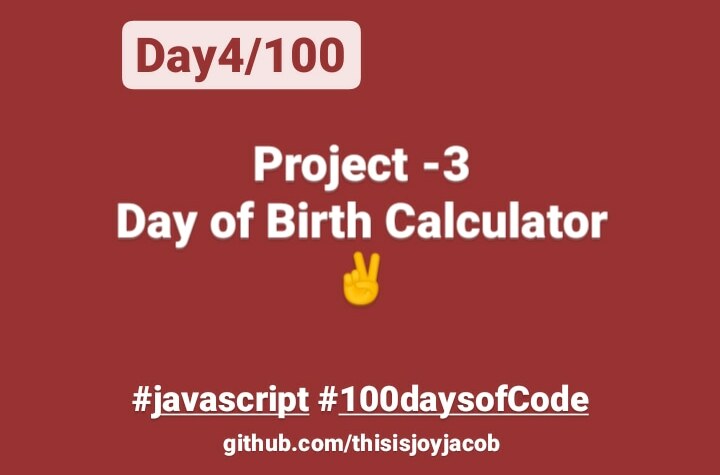 Day4/100
Project -3
Day of Birth Calculator
✌️
#javascript #100daysofCode
github.com/thisisjoyjacob